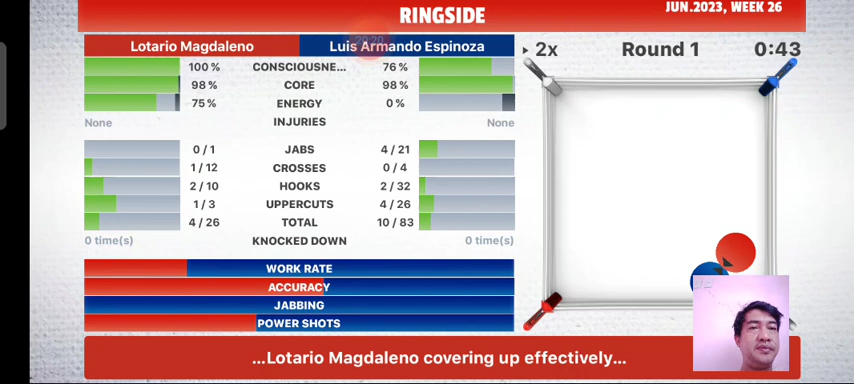 RINGSIDE
JUN.2023, WEEK 26
Lotario Magdaleno Luis Armando Espinoza
20:20
2x Round 1 0:43
100 % CONSCIOUSNE... 76 %
98 % CORE 98 %
75 % ENERGY 0 %
None INJURIES None
0 / 1 JABS 4 / 21
1 / 12 CROSSES 0 / 4
2 / 10 HOOKS 2 / 32
1 / 3 UPPERCUTS 4 / 26
4 / 26 TOTAL 10 / 83
0 time(s) KNOCKED DOWN 0 time(s)
WORK RATE
ACCURACY
JABBING
POWER SHOTS
...Lotario Magdaleno covering up effectively...